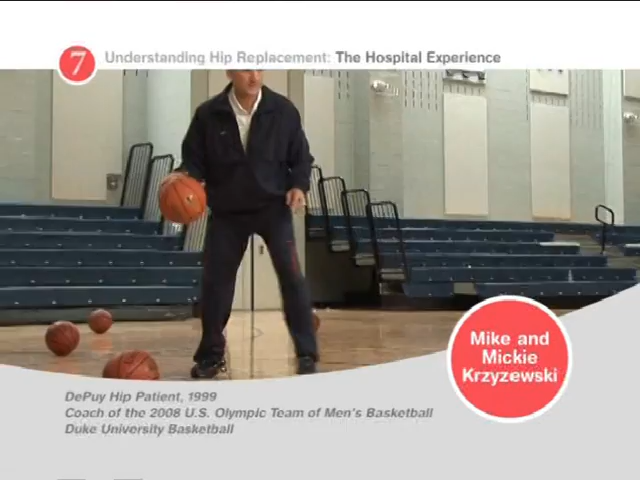 7
Understanding Hip Replacement: The Hospital Experience
Mike and
Mickie
Krzyzewski
DePuy Hip Patient, 1999
Coach of the 2008 U.S. Olympic Team of Men's Basketball
Duke University Basketball